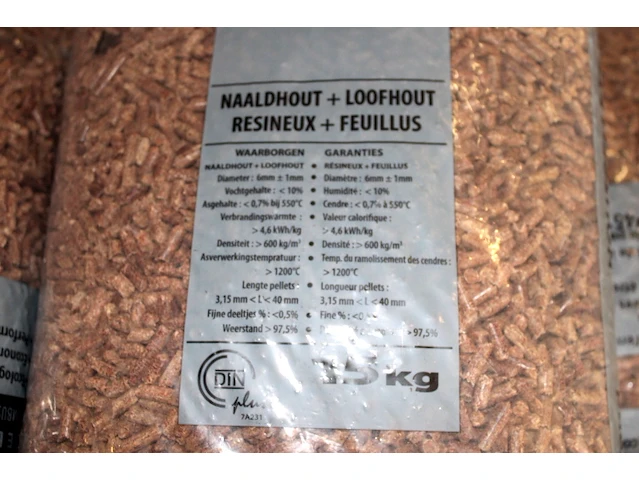 NAALDHOUT + LOOFHOUT
RESINEUX + FEUILLUS
WAARBORGEN GARANTIES
NAALDHOUT + LOOFHOUT • RÉSINEUX + FEUILLUS
Diameter : 6mm ± 1mm • Diamètre : 6mm ± 1mm
Vochtgehalte : < 10% • Humidité : < 10%
Asgehalte : < 0,7% bij 550°C • Cendre : < 0,7% à 550°C
Verbrandingswarmte : • Valeur calorifique :
> 4,6 kWh/kg > 4,6 kWh/kg
Densiteit : > 600 kg/m³ • Densité : > 600 kg/m³
Asverwerkingstempratuur : • Temp. du ramolissement des cendres :
> 1200°C > 1200°C
Lengte pellets : • Longueur pellets :
3,15 mm < L < 40 mm 3,15 mm < L < 40 mm
Fijne deeltjes % : <0,5% • Fine % : <0,
Weerstand > 97,5% • > 97,5%
DIN
plus
7A231
15 kg